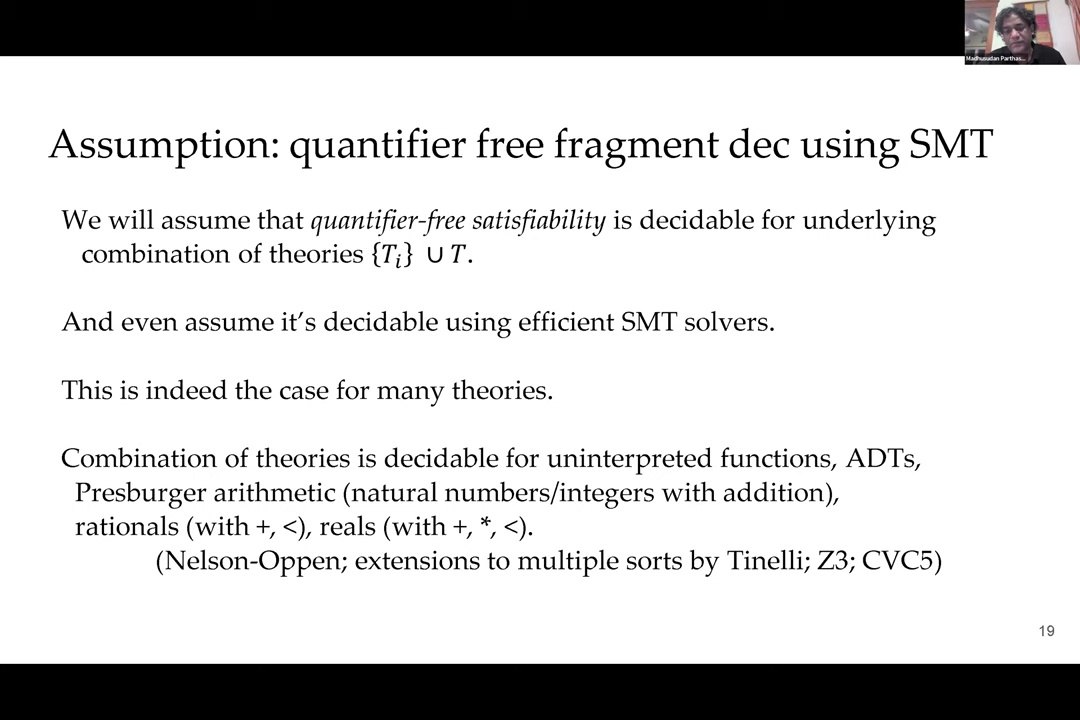 Madhusudan Parthas...
Assumption: quantifier free fragment dec using SMT
We will assume that quantifier-free satisfiability is decidable for underlying
combination of theories {Tᵢ} ∪ T.
And even assume it’s decidable using efficient SMT solvers.
This is indeed the case for many theories.
Combination of theories is decidable for uninterpreted functions, ADTs,
Presburger arithmetic (natural numbers/integers with addition),
rationals (with +, <), reals (with +, *, <).
(Nelson-Oppen; extensions to multiple sorts by Tinelli; Z3; CVC5)
19